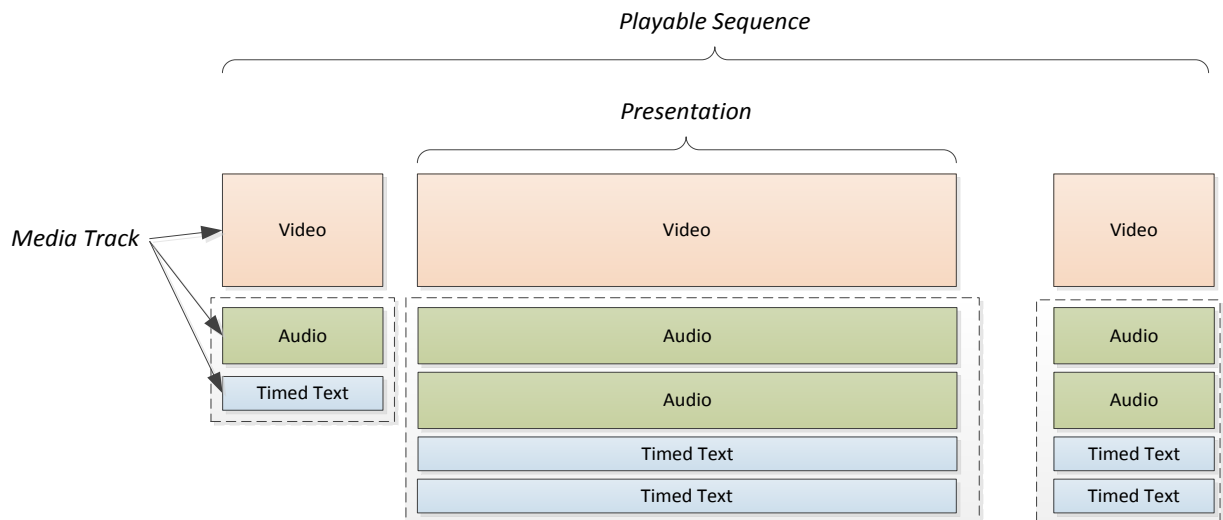 Playable Sequence
Presentation
Media Track
Video
Video
Video
Audio
Audio
Audio
Timed Text
Audio
Audio
Timed Text
Timed Text
Timed Text
Timed Text